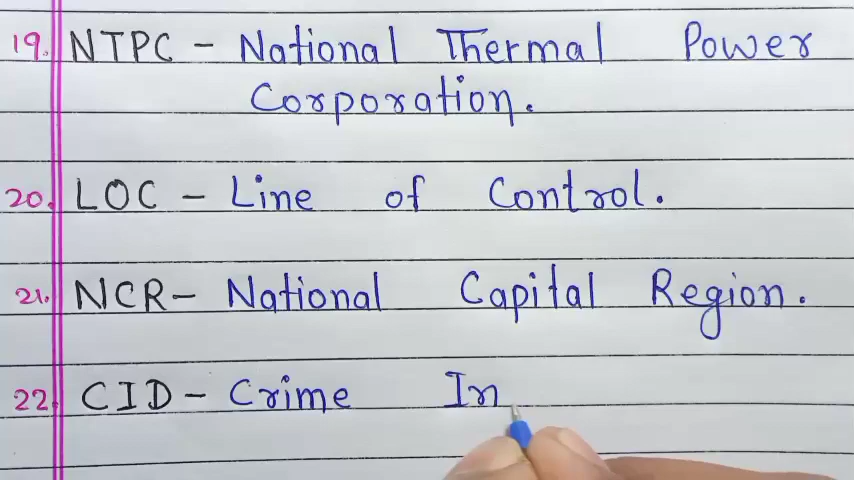 19. NTPC - National Thermal Power
Corporation.
20. LOC - Line of Control.
21. NCR - National Capital Region.
22. CID - Crime In